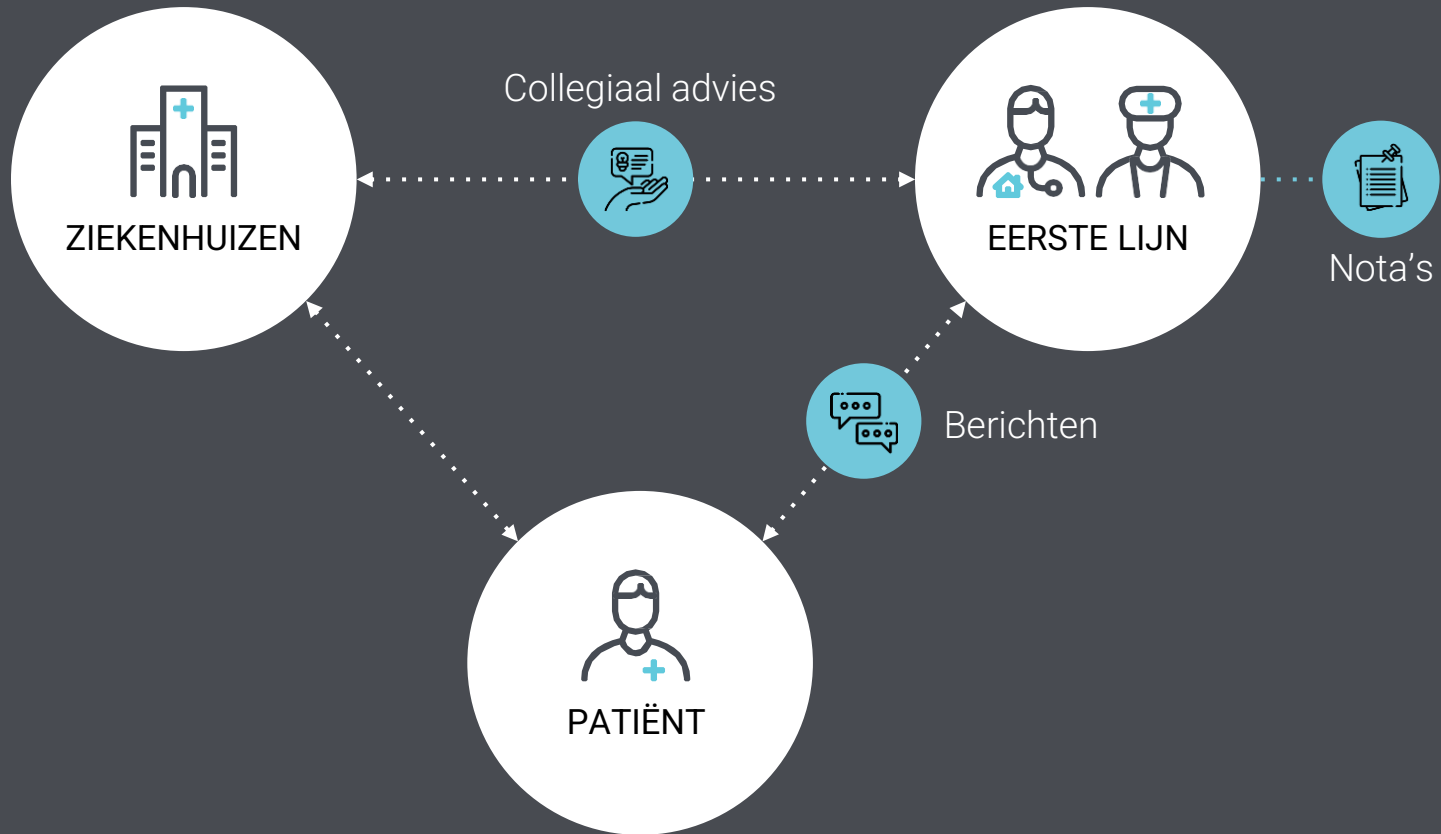 Collegiaal advies
ZIEKENHUIZEN
EERSTE LIJN
Nota’s
Berichten
PATIËNT